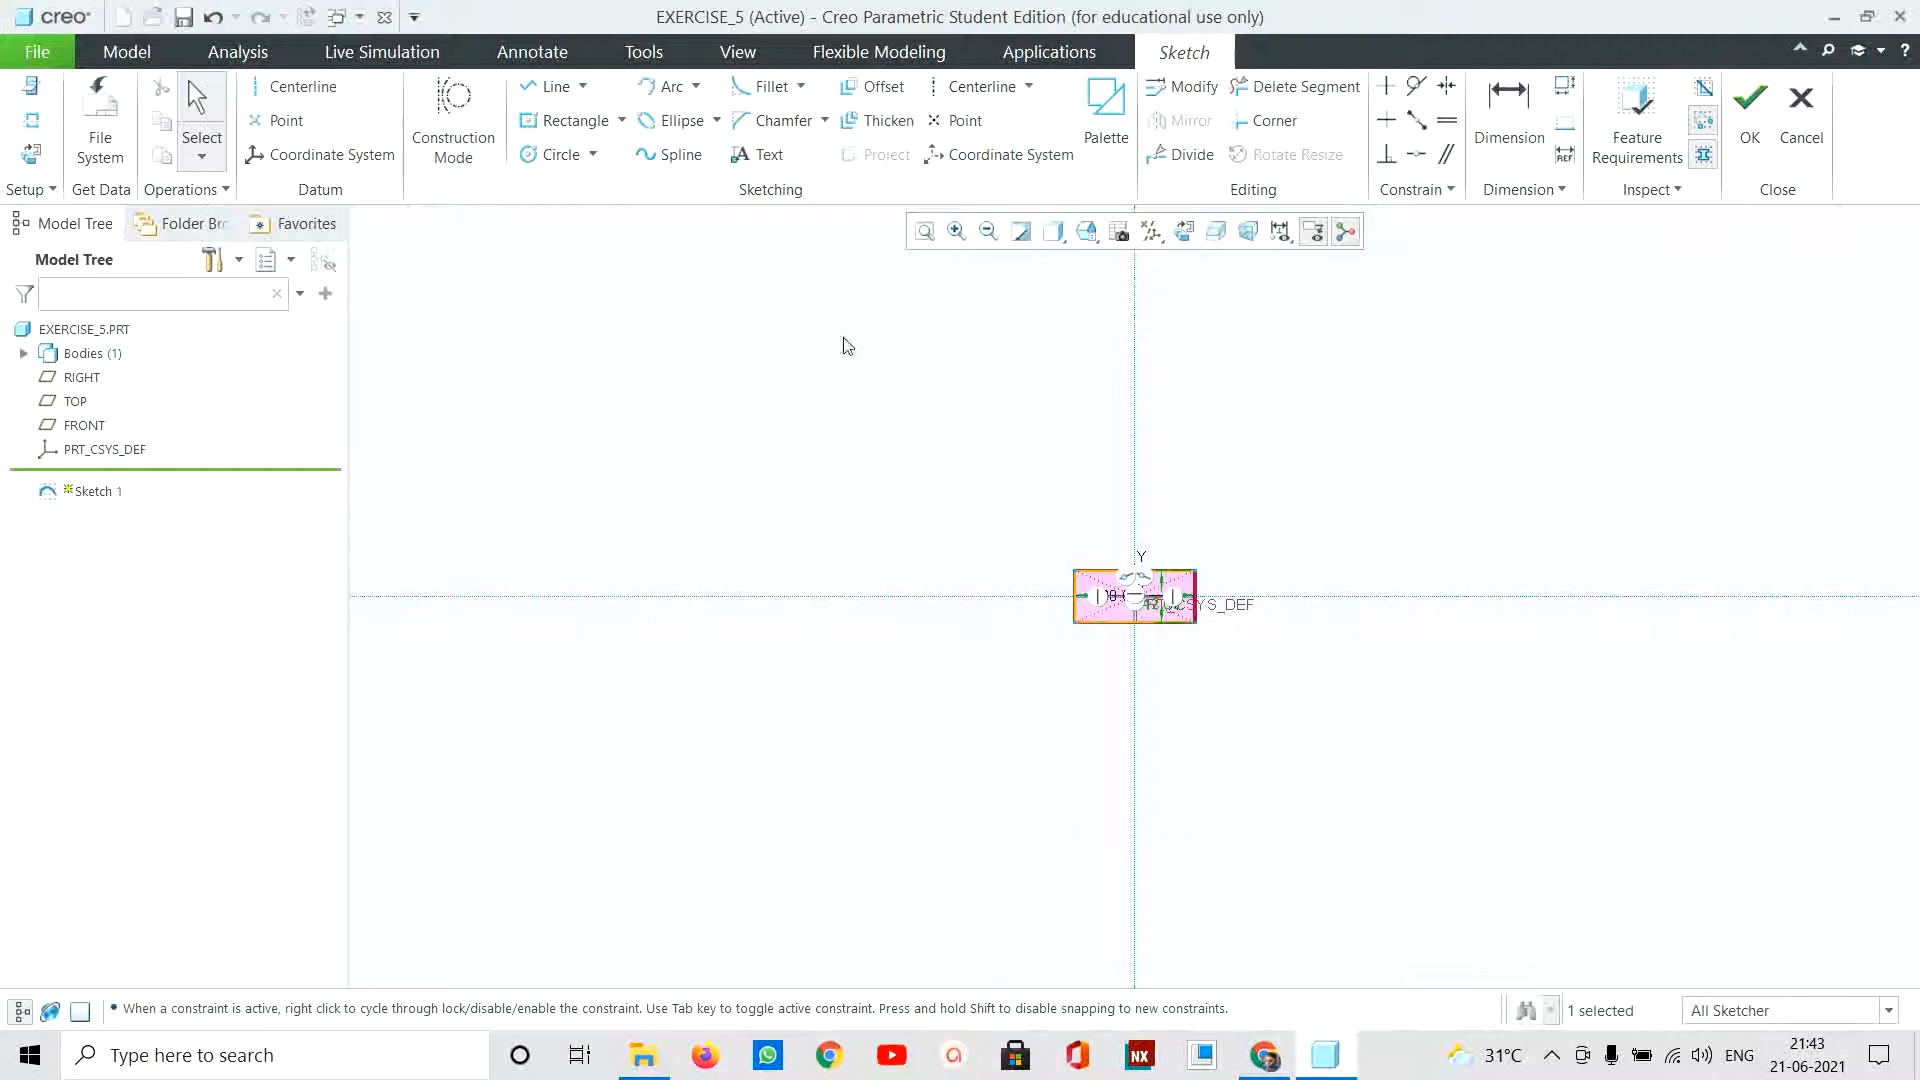 creo
EXERCISE_5 (Active) - Creo Parametric Student Edition (for educational use only)
File Model Analysis Live Simulation Annotate Tools View Flexible Modeling Applications Sketch
Centerline Line Arc Fillet Offset Centerline Modify Delete Segment
Point Rectangle Ellipse Chamfer Thicken Point Mirror Corner
Coordinate System Circle Spline Text Project Coordinate System Divide Rotate Resize
File System
Select
Construction Mode
Palette
Dimension
Feature Requirements
OK Cancel
Setup Get Data Operations Datum Sketching Editing Constrain Dimension Inspect Close
Model Tree Folder Br Favorites
Model Tree
EXERCISE_5.PRT
Bodies (1)
RIGHT
TOP
FRONT
PRT_CSYS_DEF
Sketch 1
Y
CSYS_DEF
• When a constraint is active, right click to cycle through lock/disable/enable the constraint. Use Tab key to toggle active constraint. Press and hold Shift to disable snapping to new constraints.
1 selected
All Sketcher
Type here to search
NX
31°C
ENG
21:43
21-06-2021